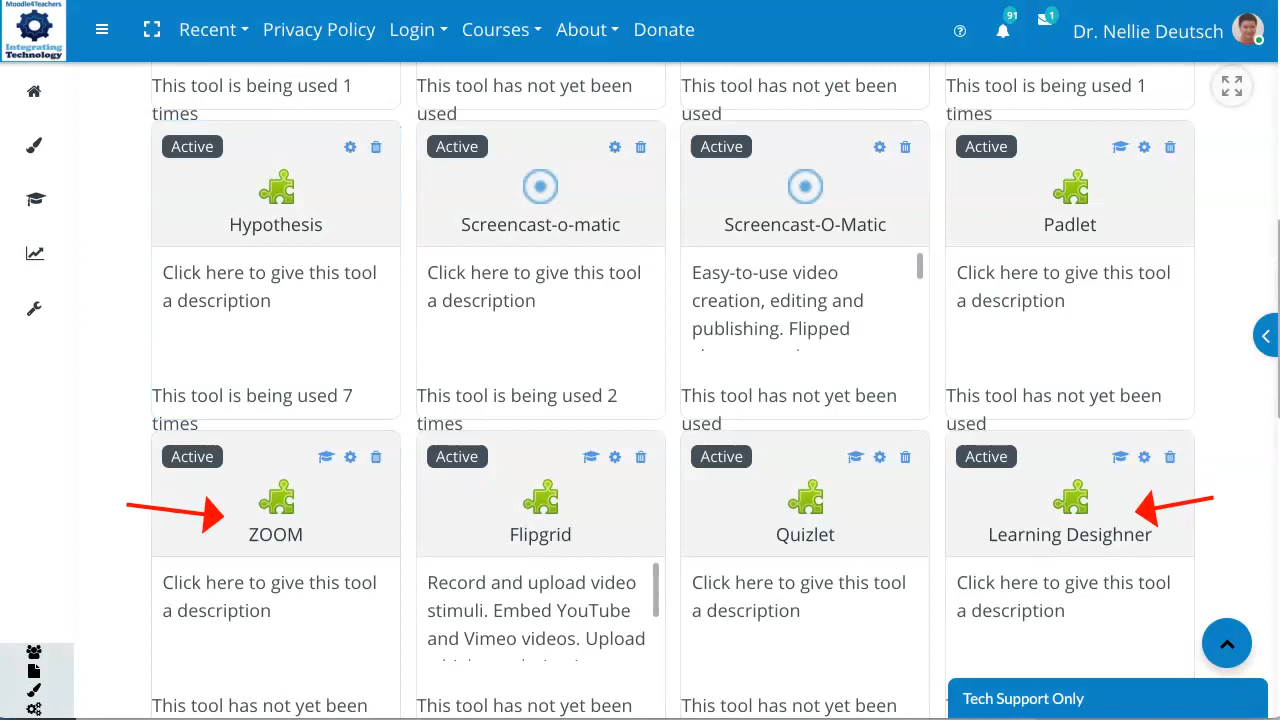 Moodle4Teachers
Integrating
Technology
Recent Privacy Policy Login Courses About Donate
91
1
Dr. Nellie Deutsch
This tool is being used 1
times
This tool has not yet been
used
This tool has not yet been
used
This tool is being used 1
times
Active
Hypothesis
Click here to give this tool
a description
This tool is being used 7
times
Active
Screencast-o-matic
Click here to give this tool
a description
This tool is being used 2
times
Active
Screencast-O-Matic
Easy-to-use video
creation, editing and
publishing. Flipped
This tool has not yet been
used
Active
Padlet
Click here to give this tool
a description
This tool has not yet been
used
Active
ZOOM
Click here to give this tool
a description
This tool has not yet been
Active
Flipgrid
Record and upload video
stimuli. Embed YouTube
and Vimeo videos. Upload
This tool has not yet been
Active
Quizlet
Click here to give this tool
a description
This tool has not yet been
Active
Learning Desighner
Click here to give this tool
a description
Tech Support Only